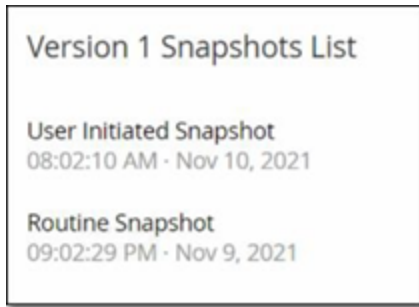 Version 1 Snapshots List
User Initiated Snapshot
08:02:10 AM · Nov 10, 2021
Routine Snapshot
09:02:29 PM · Nov 9, 2021